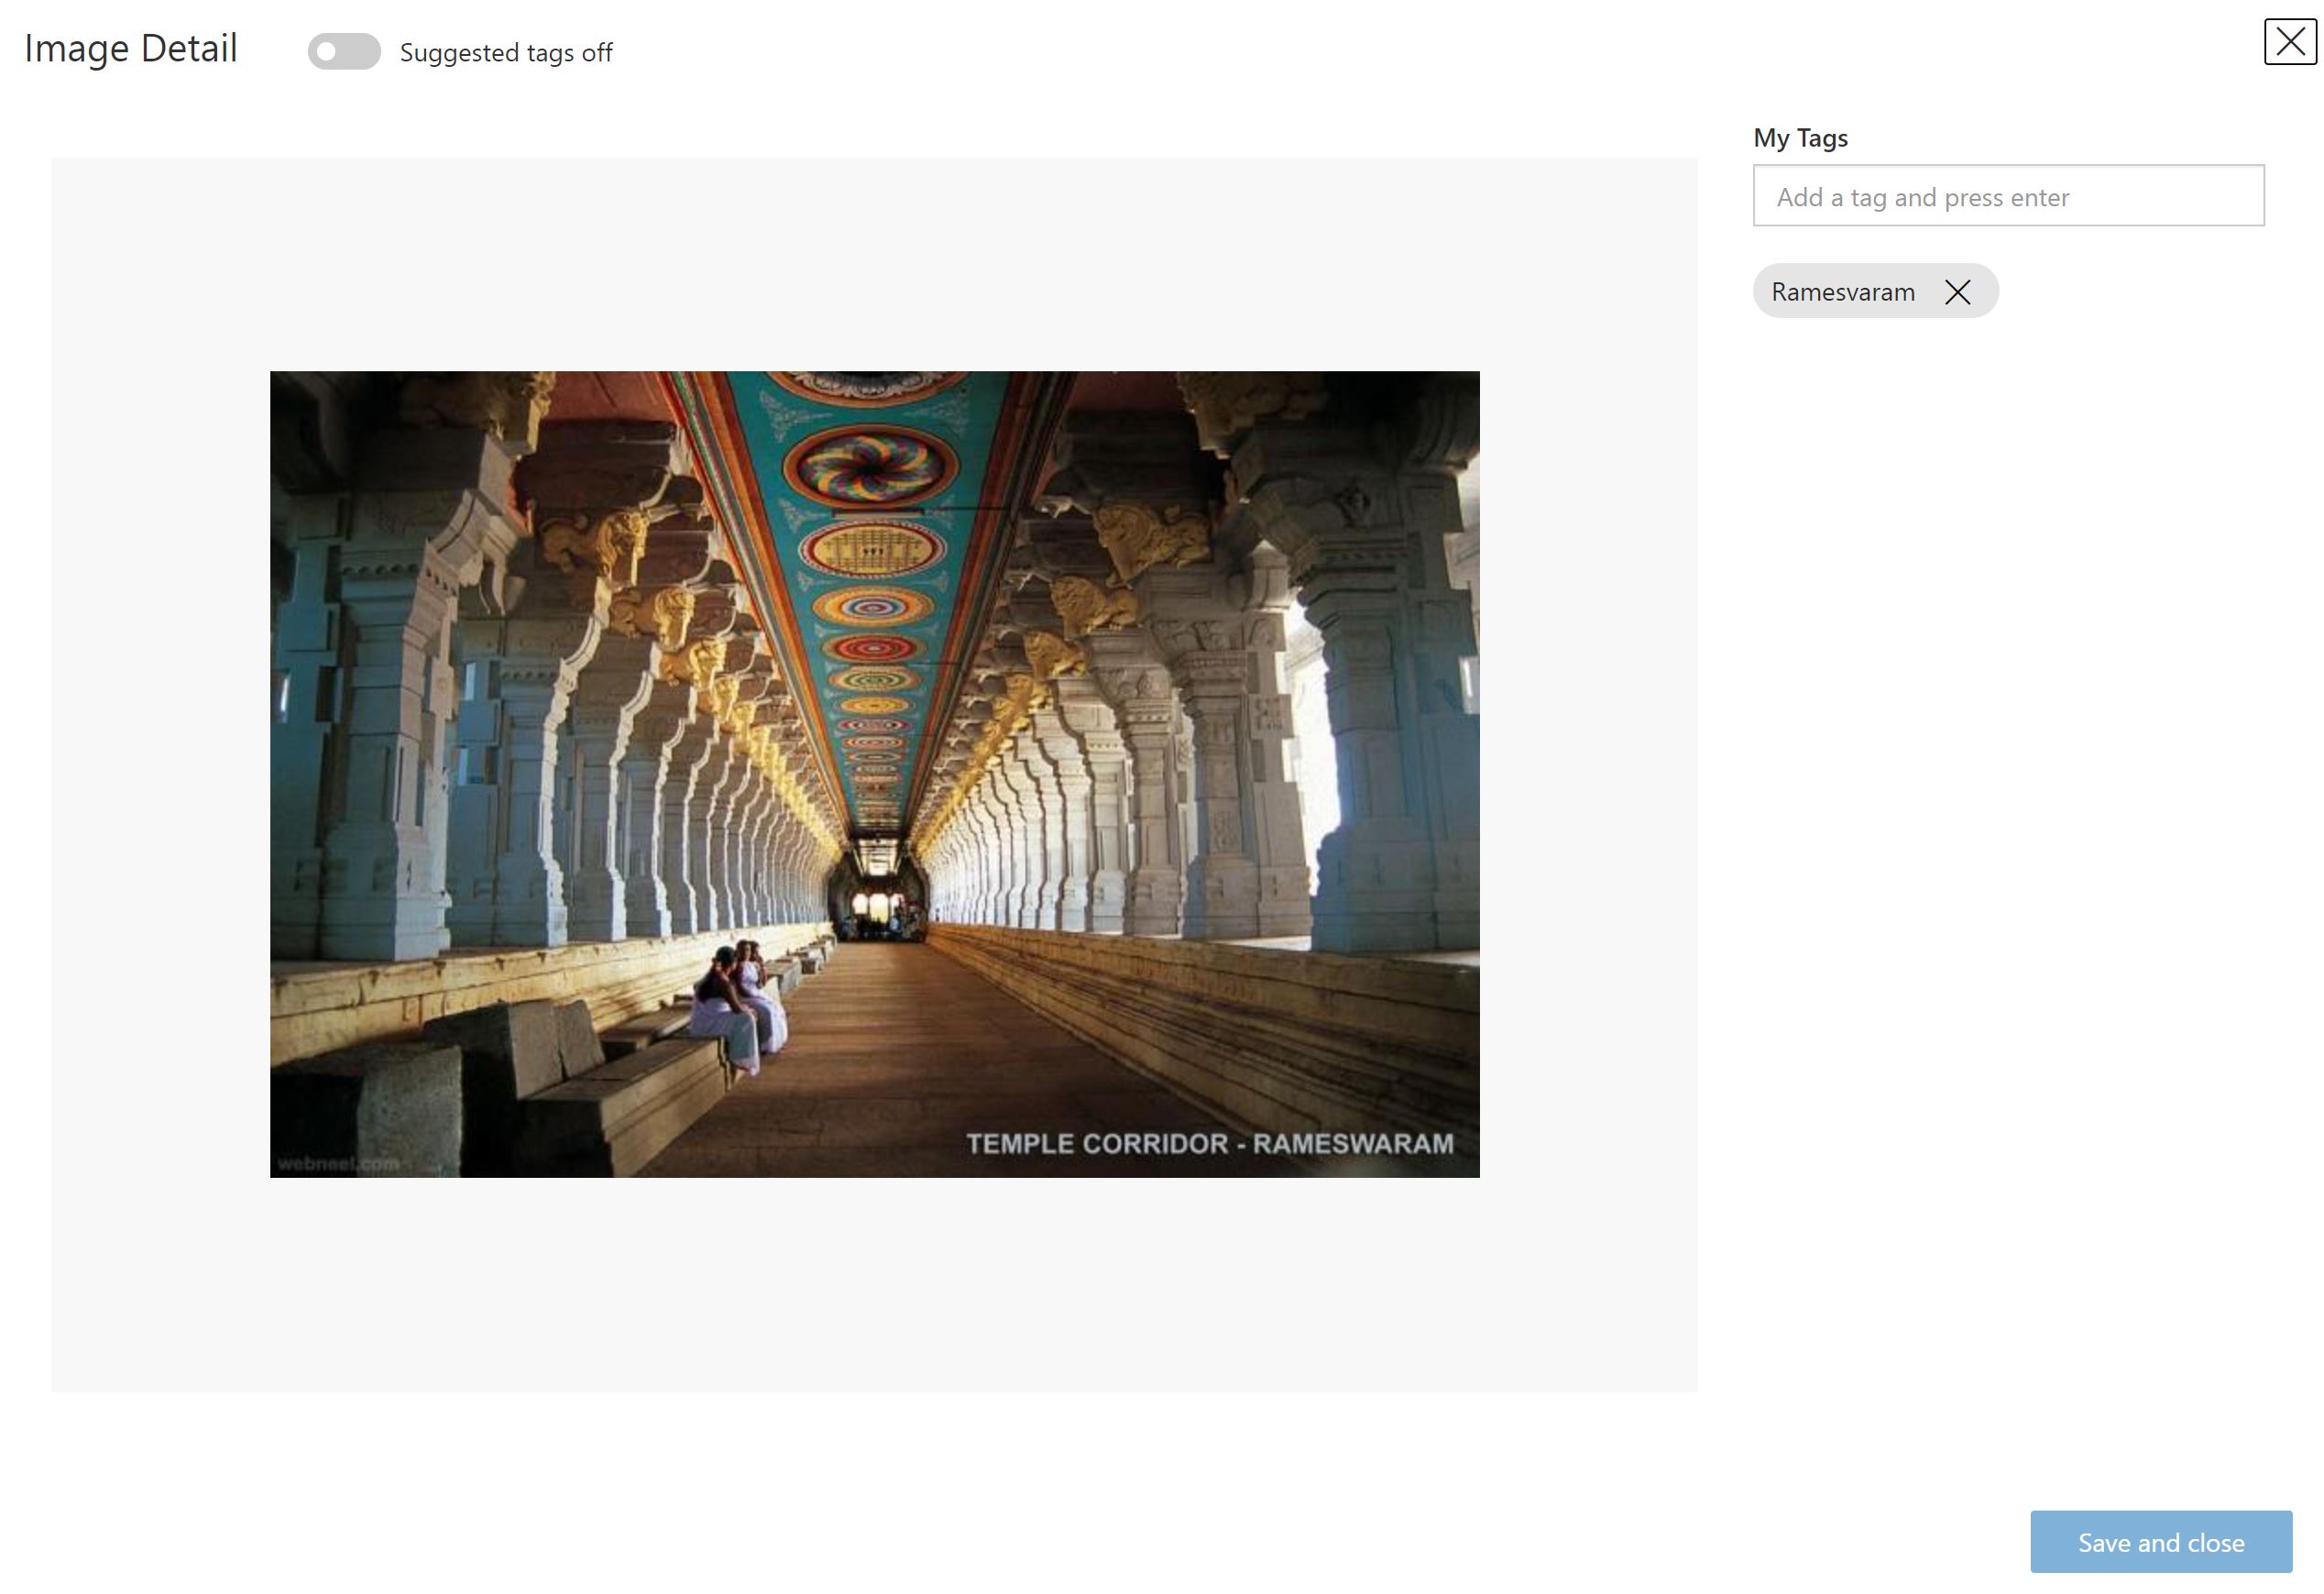 Image Detail
Suggested tags off
My Tags
Add a tag and press enter
Ramesvaram
TEMPLE CORRIDOR - RAMESWARAM
webneel.com
Save and close